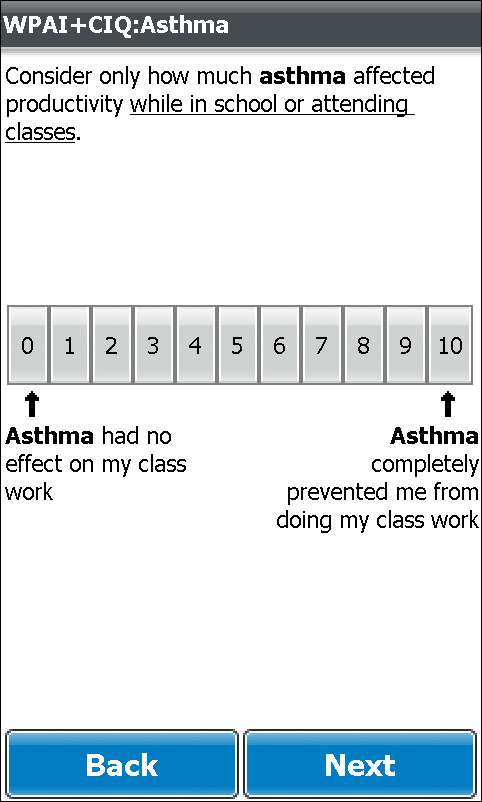 WPAI+CIQ:Asthma
Consider only how much asthma affected
productivity while in school or attending
classes.
0 1 2 3 4 5 6 7 8 9 10
Asthma had no
effect on my class
work
Asthma
completely
prevented me from
doing my class work
Back Next